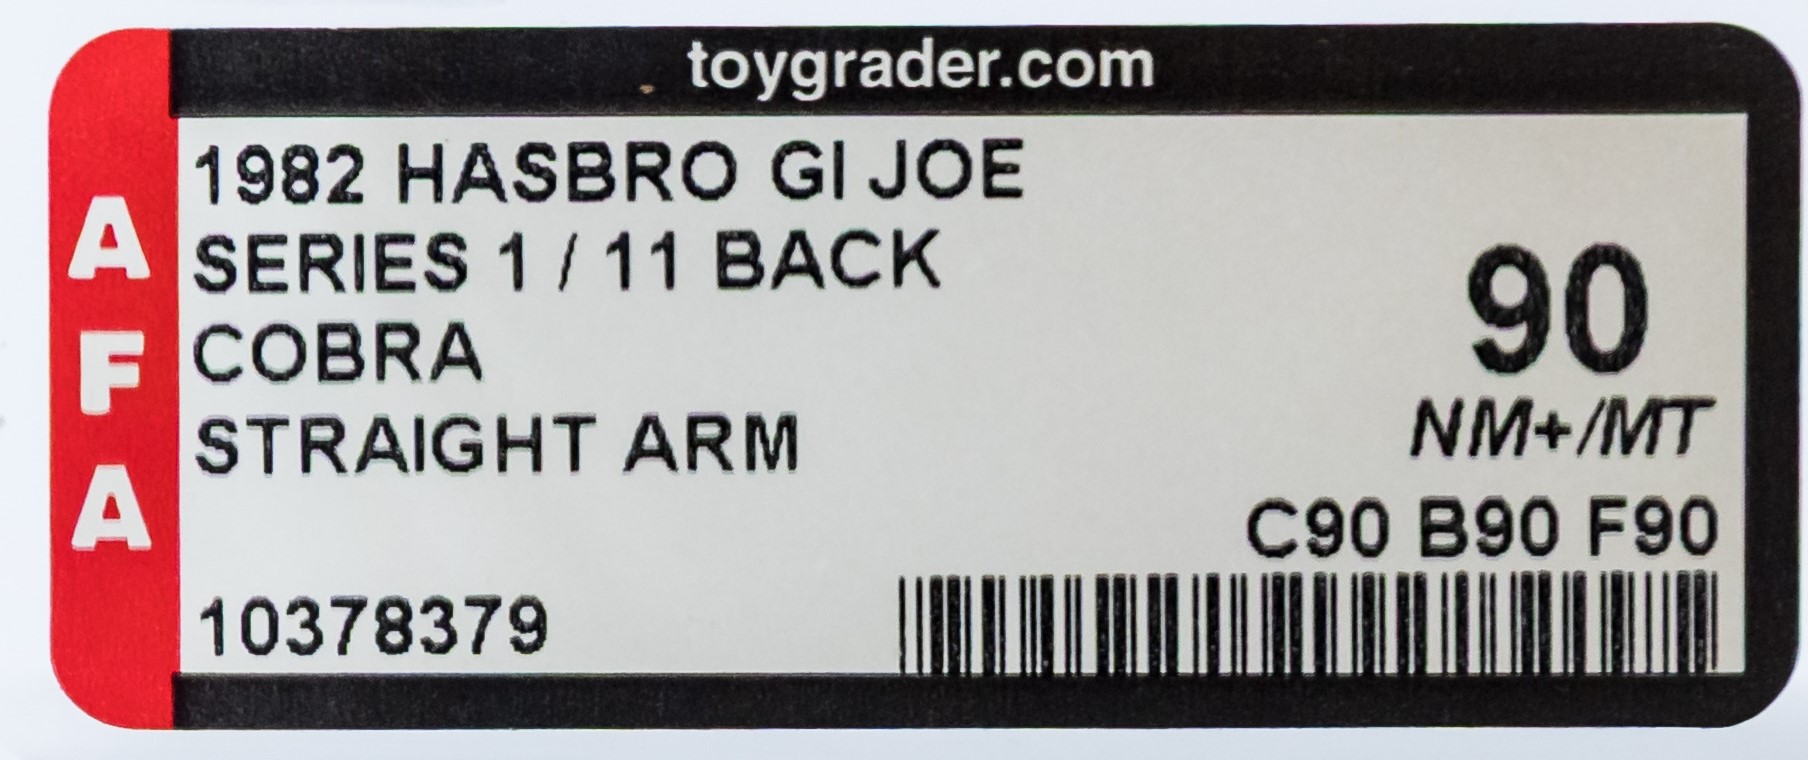 toygrader.com
AFA
1982 HASBRO GI JOE
SERIES 1 / 11 BACK
COBRA
STRAIGHT ARM
90
NM+/MT
C90 B90 F90
10378379